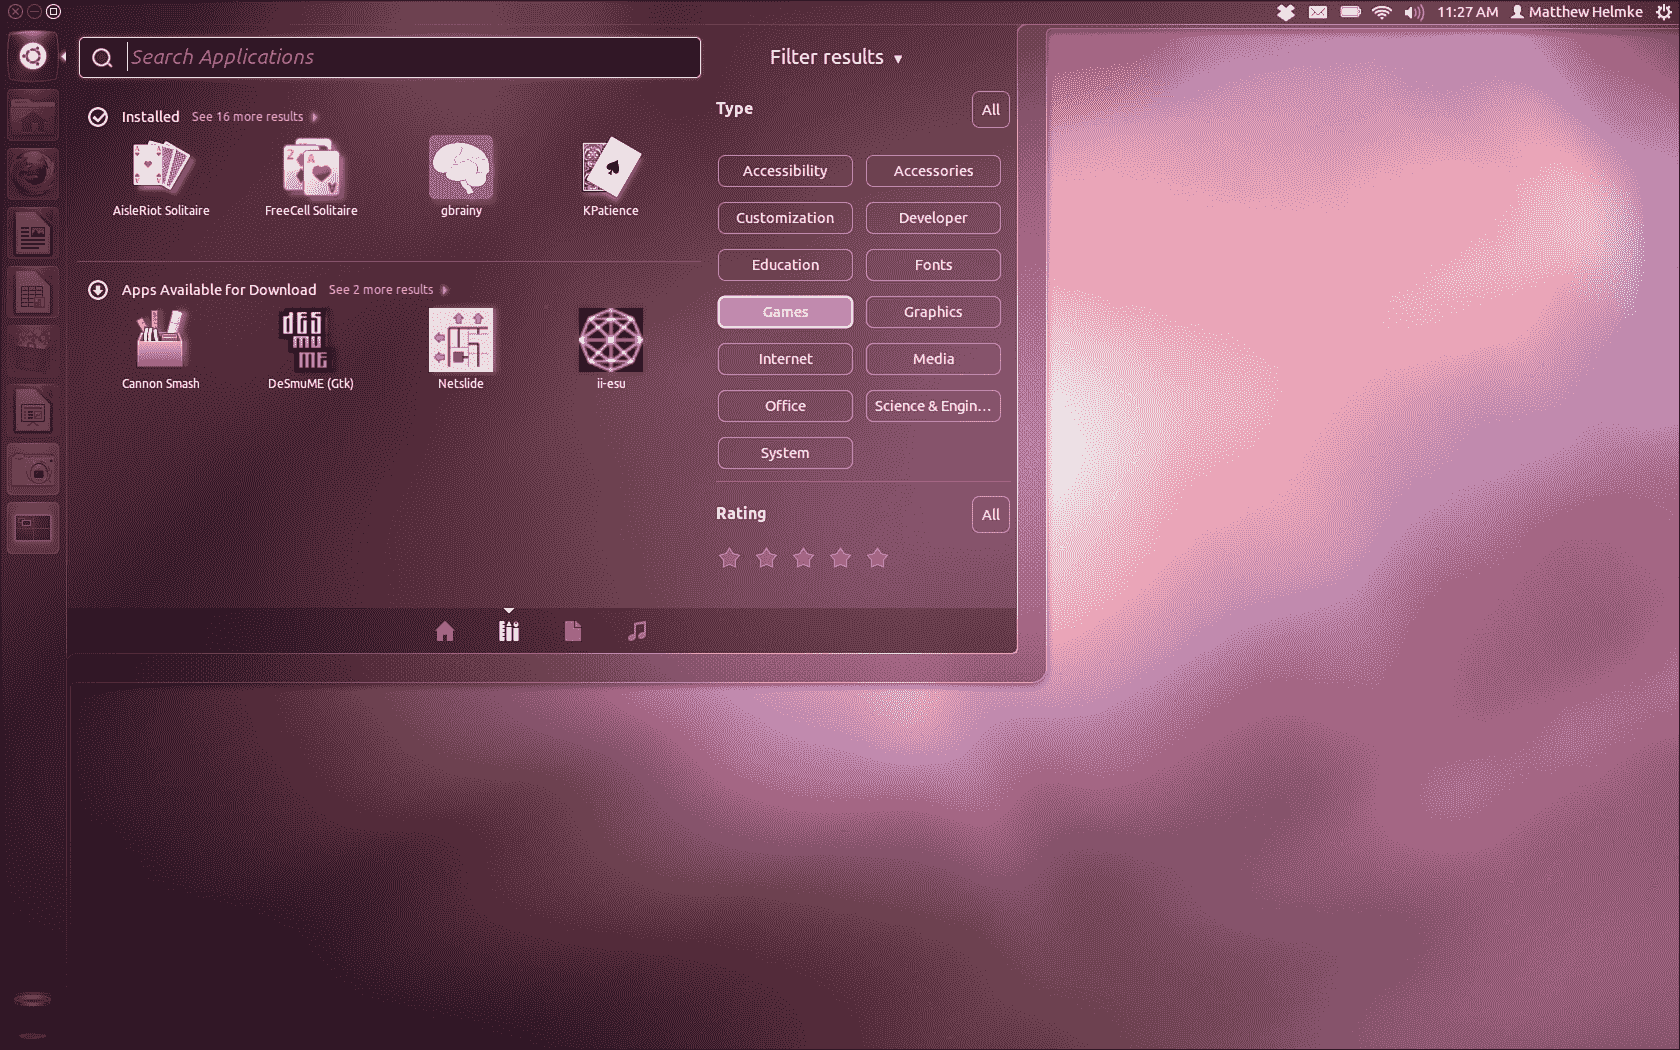 11:27 AM Matthew Helmke
Search Applications
Filter results
Installed See 16 more results
AisleRiot Solitaire FreeCell Solitaire gbrainy KPatience
Apps Available for Download See 2 more results
DESMUME
Cannon Smash DeSmuME (Gtk) Netslide ii-esu
Type All
Accessibility Accessories
Customization Developer
Education Fonts
Games Graphics
Internet Media
Office Science & Engin...
System
Rating All